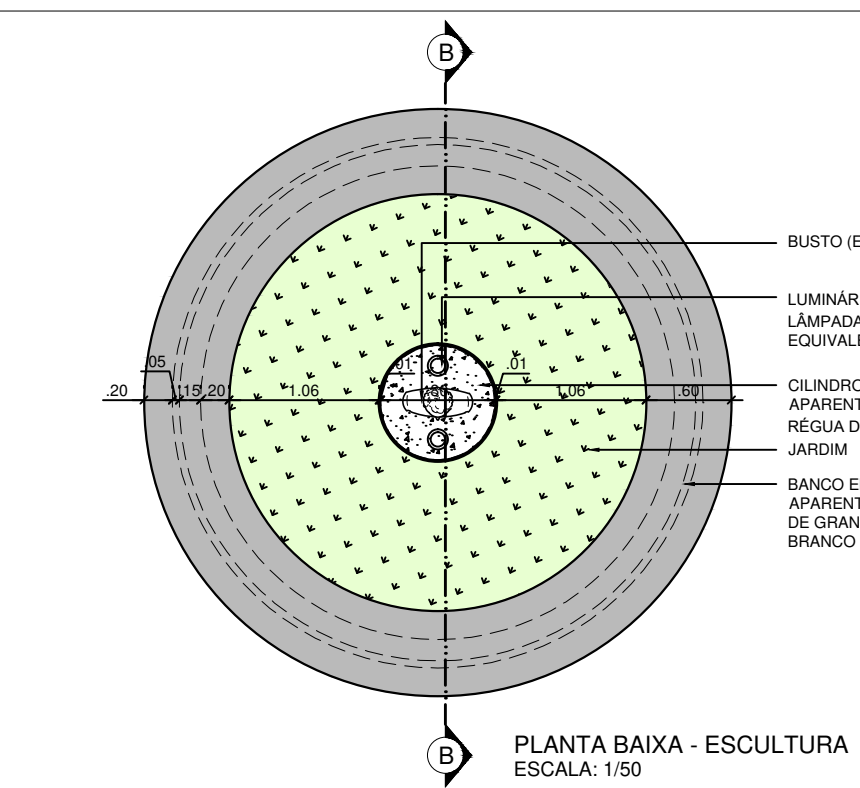 B
BUSTO (E
LUMINÁR
LÂMPADA
EQUIVALE
.05
.01
.01
CILINDRO
APARENT
RÉGUA D
.20
.15
.20
1.06
1.06
.60
JARDIM
BANCO E
APARENT
DE GRAN
BRANCO
B
PLANTA BAIXA - ESCULTURA
ESCALA: 1/50